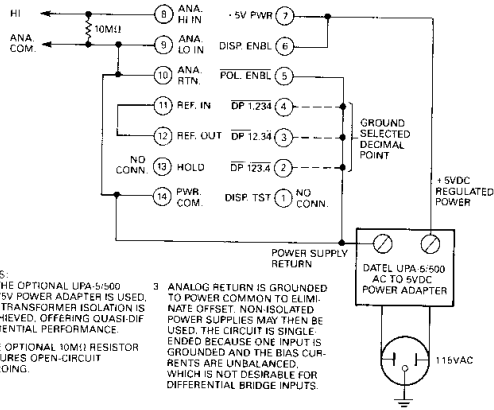 HI
8 ANA. HI IN
+5V PWR 7
10MΩ
ANA. COM.
9 ANA. LO IN
DISP. ENBL 6
10 ANA. RTN.
POL. ENBL 5
11 REF. IN
DP 1.234 4
12 REF. OUT
DP 12.34 3
GROUND
SELECTED
DECIMAL
POINT
NO CONN. 13 HOLD
DP 123.4 2
14 PWR. COM.
DISP. TST 1 NO CONN.
+5VDC
REGULATED
POWER
POWER SUPPLY
RETURN
DATEL UPA-5/500
AC TO 5VDC
POWER ADAPTER
115VAC
S:
HE OPTIONAL UPA-5/500
5V POWER ADAPTER IS USED,
TRANSFORMER ISOLATION IS
HIEVED, OFFERING QUASI-DIF
ENTIAL PERFORMANCE.
OPTIONAL 10MΩ RESISTOR
URES OPEN-CIRCUIT
ROING.
3 ANALOG RETURN IS GROUNDED
TO POWER COMMON TO ELIMI-
NATE OFFSET. NON-ISOLATED
POWER SUPPLIES MAY THEN BE
USED. THE CIRCUIT IS SINGLE-
ENDED BECAUSE ONE INPUT IS
GROUNDED AND THE BIAS CUR-
RENTS ARE UNBALANCED,
WHICH IS NOT DESIRABLE FOR
DIFFERENTIAL BRIDGE INPUTS.